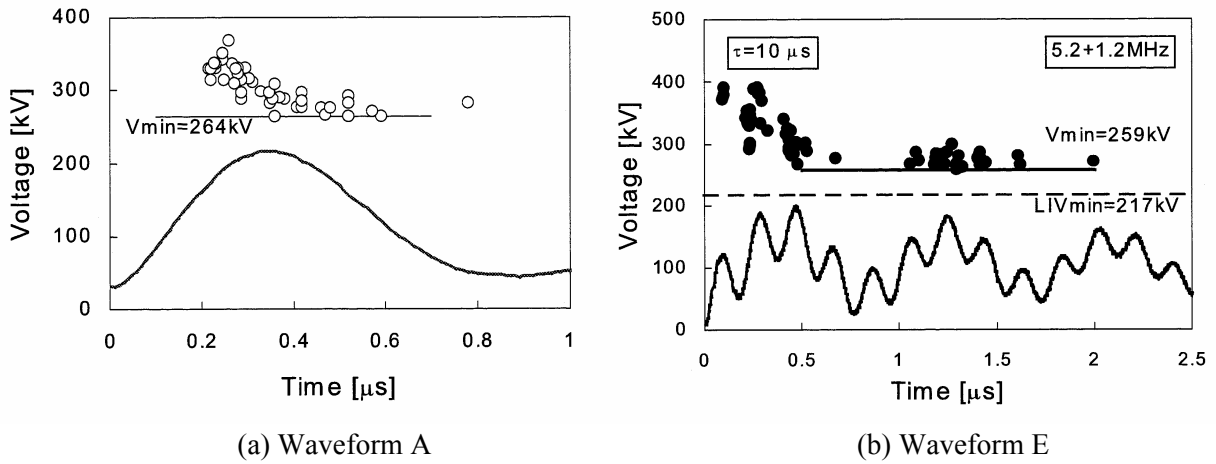 400
300
200
100
0
Voltage [kV]
Vmin=264kV
0 0.2 0.4 0.6 0.8 1
Time [μs]
(a) Waveform A
500
400
300
200
100
0
Voltage [kV]
τ=10 μs
5.2+1.2MHz
Vmin=259kV
LIVmin=217kV
0 0.5 1 1.5 2 2.5
Time [μs]
(b) Waveform E